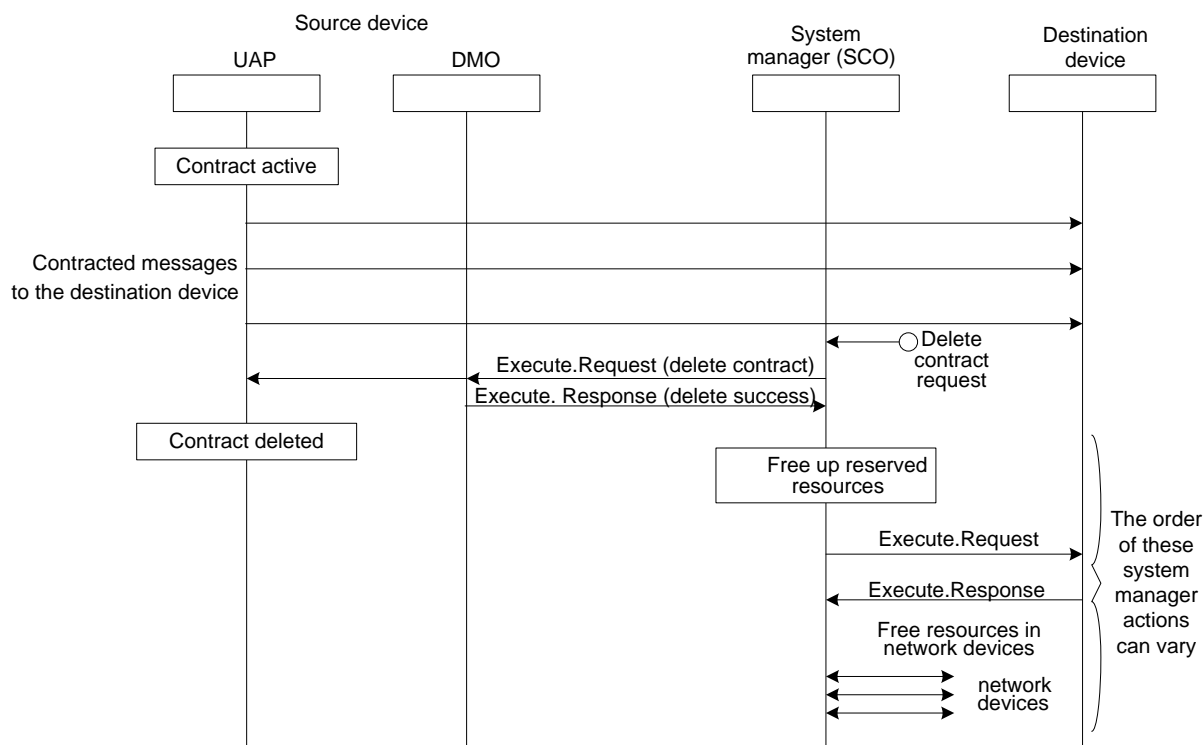 Source device
UAP
DMO
System
manager (SCO)
Destination
device
Contract active
Contracted messages
to the destination device
Delete
contract
request
Execute.Request (delete contract)
Execute. Response (delete success)
Contract deleted
Free up reserved
resources
Execute.Request
Execute.Response
The order
of these
system
manager
actions
can vary
Free resources in
network devices
network
devices